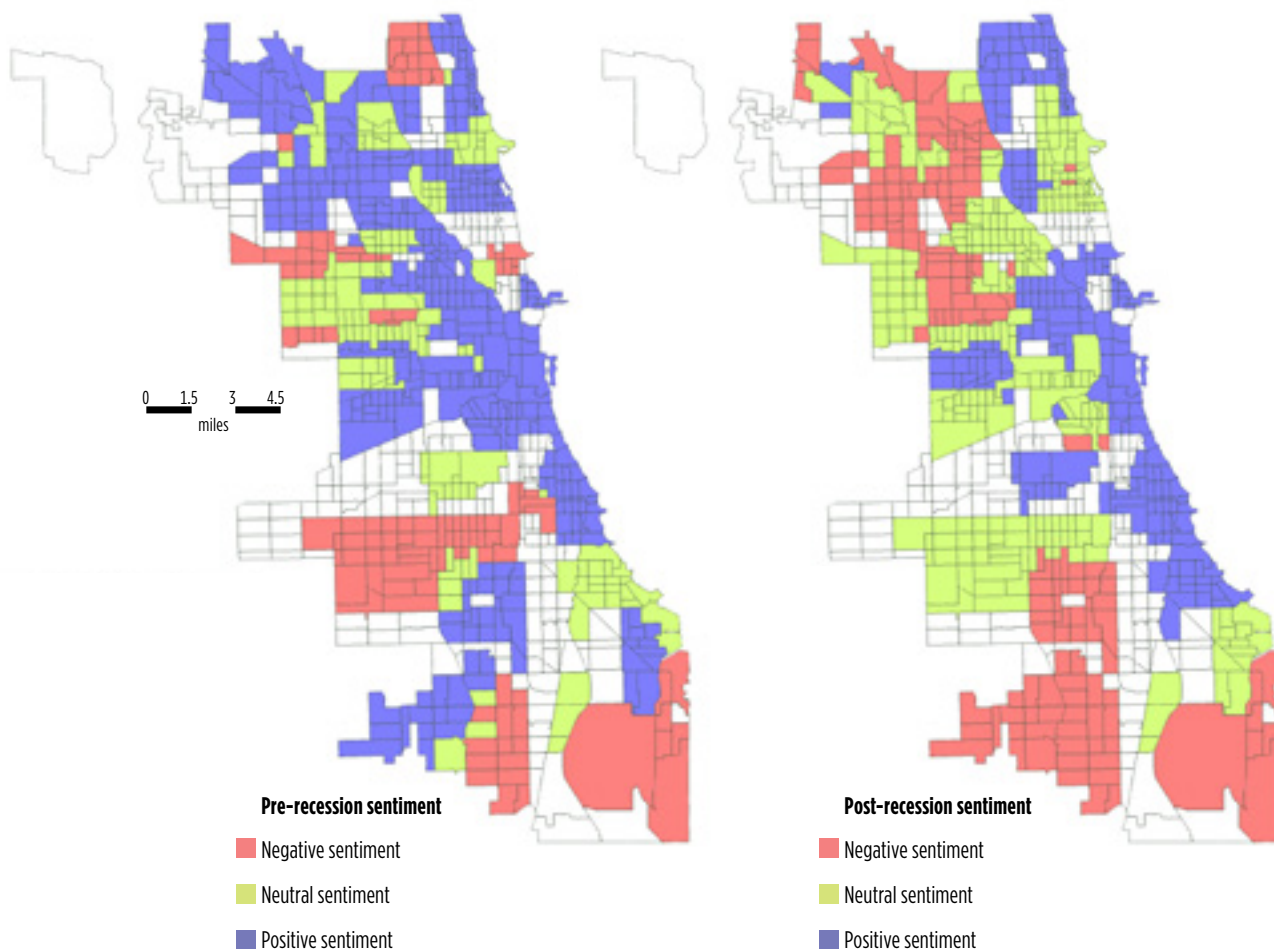 0 1.5 3 4.5
miles
Pre-recession sentiment
Negative sentiment
Neutral sentiment
Positive sentiment
Post-recession sentiment
Negative sentiment
Neutral sentiment
Positive sentiment